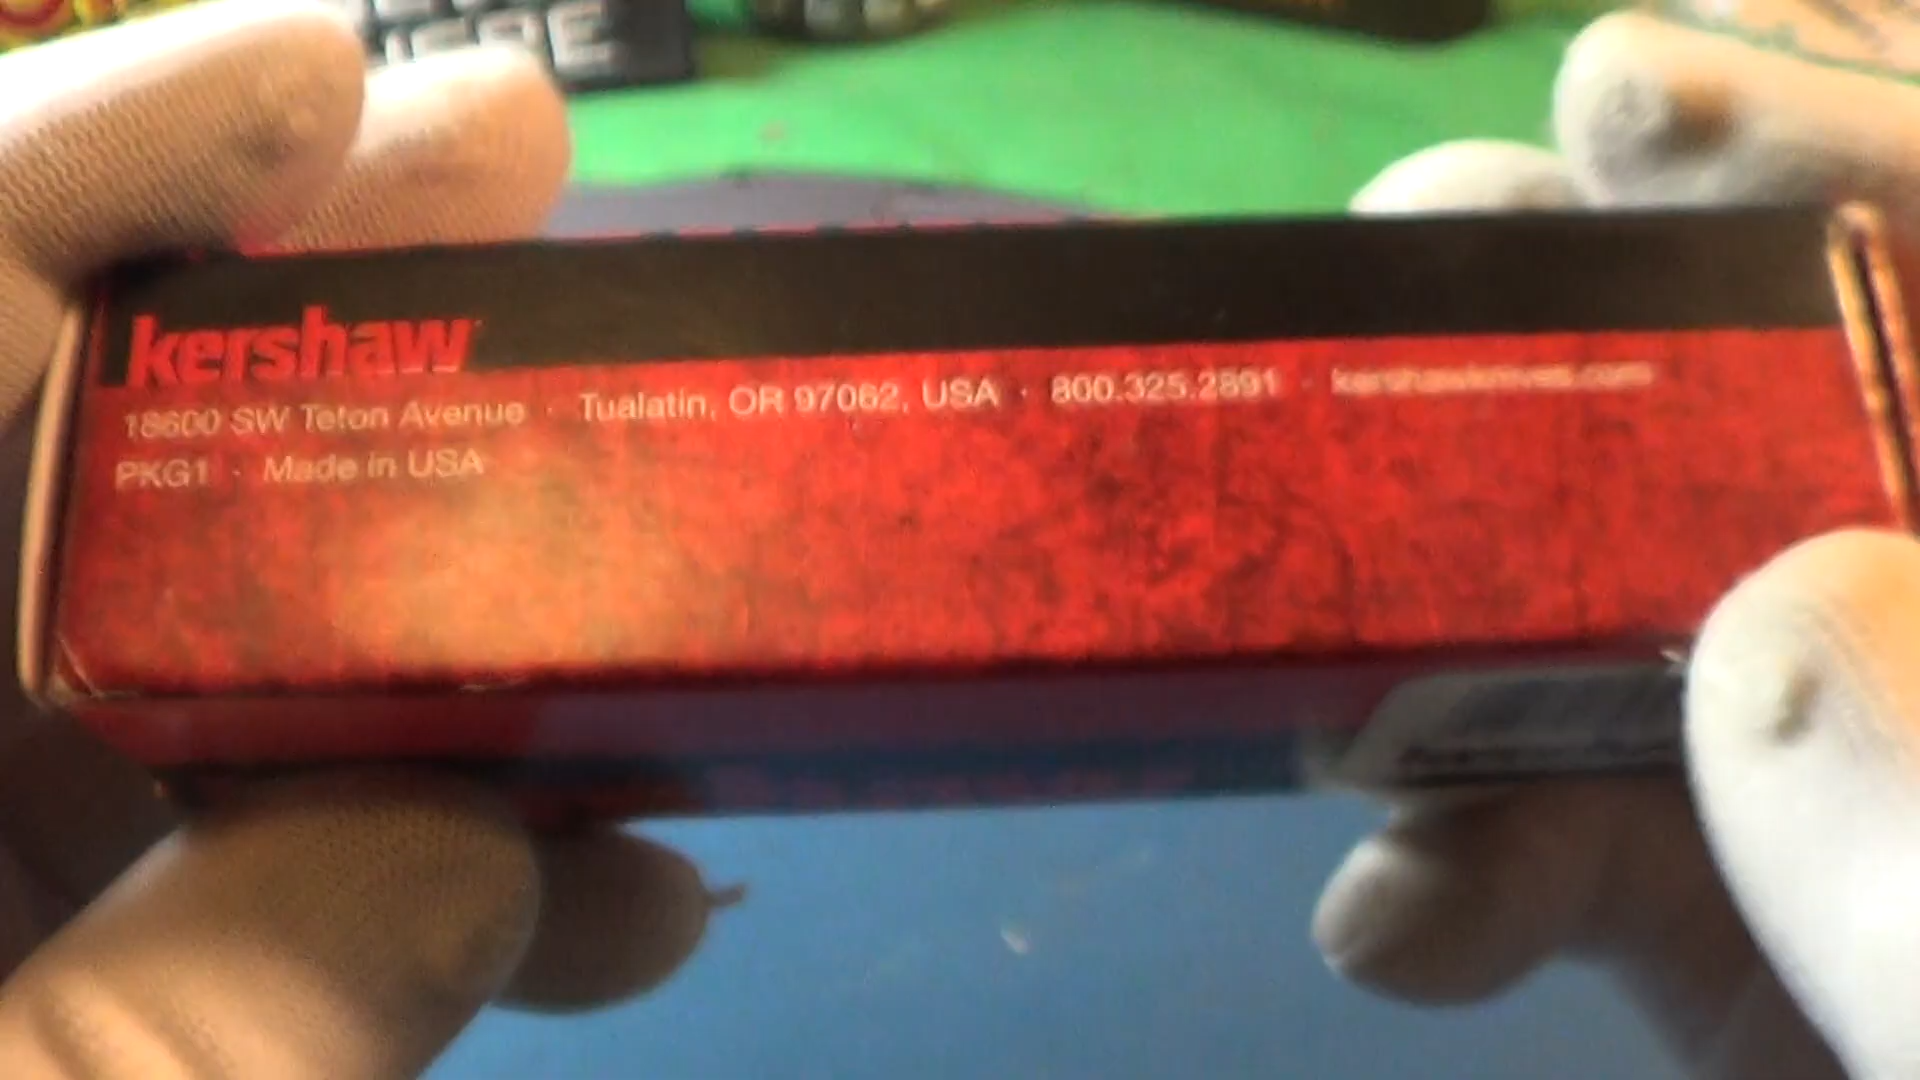 kershaw
18600 SW Teton Avenue · Tualatin, OR 97062, USA · 800.325.2891 · kershawknives.com
PKG1 · Made in USA